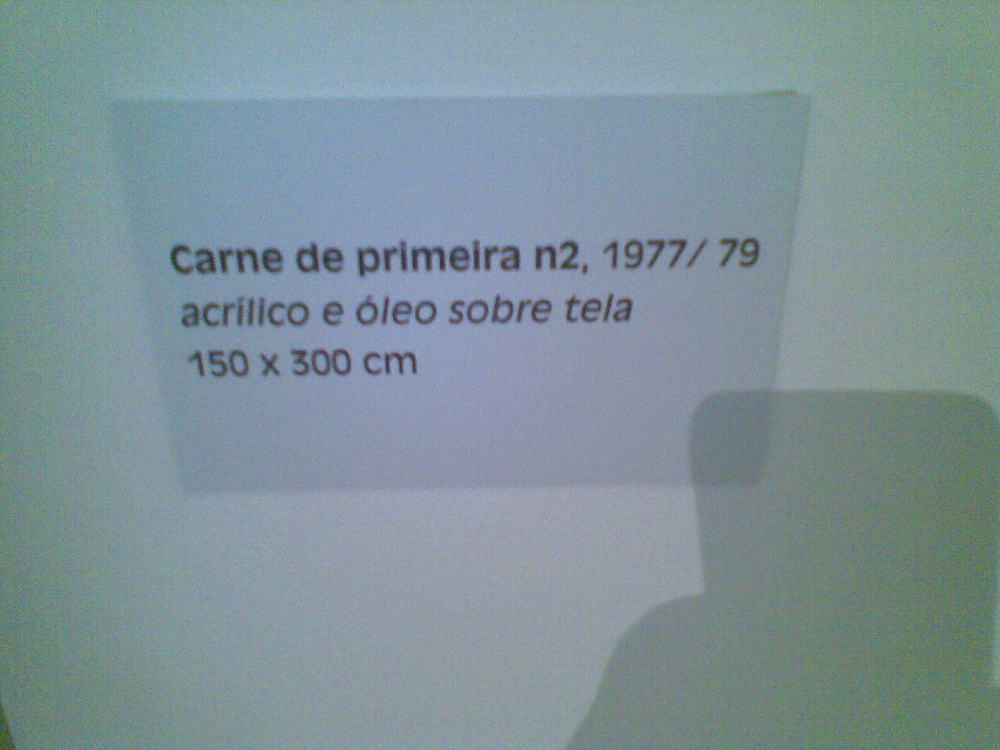 Carne de primeira n2, 1977/ 79
acrílico e óleo sobre tela
150 x 300 cm